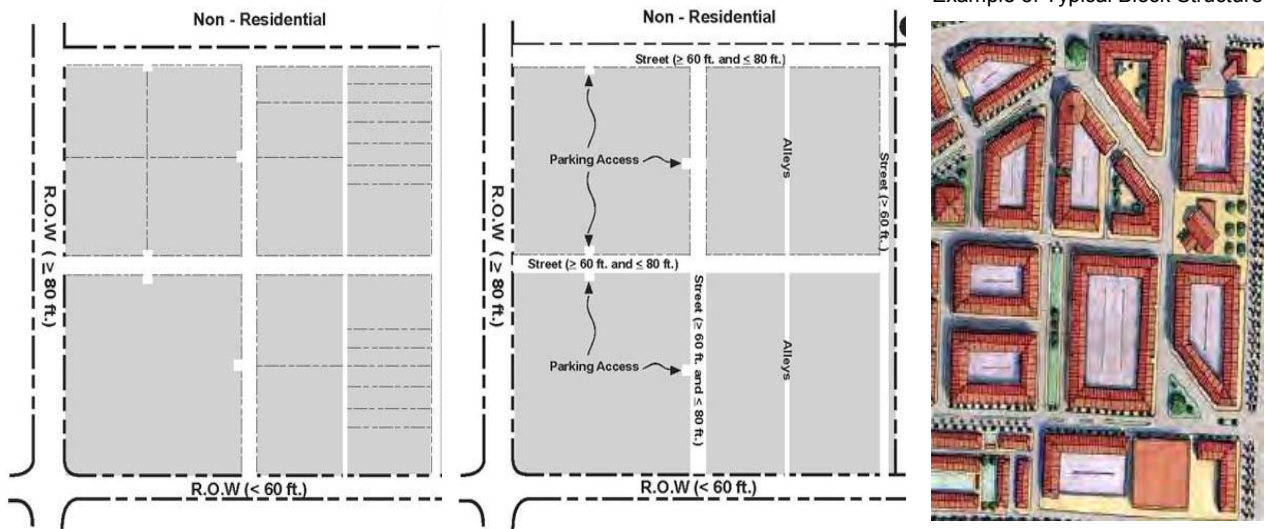 Non - Residential
R.O.W ( ≥ 80 ft.)
R.O.W (< 60 ft.)
Non - Residential
Street (≥ 60 ft. and ≤ 80 ft.)
Parking Access
Alleys
Street (> 60 ft.)
R.O.W ( ≥ 80 ft.)
Street (≥ 60 ft. and ≤ 80 ft.)
Street (≥ 60 ft. and ≤ 80 ft.)
Parking Access
Alleys
R.O.W (< 60 ft.)
Example of Typical Block Structure